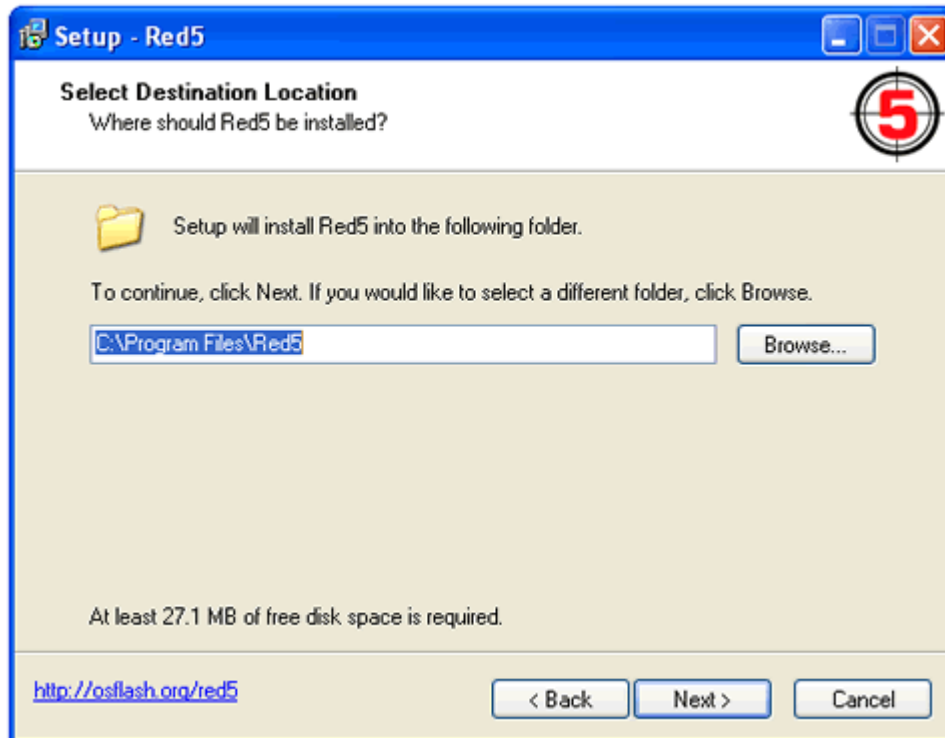 Setup - Red5
Select Destination Location
Where should Red5 be installed?
5
Setup will install Red5 into the following folder.
To continue, click Next. If you would like to select a different folder, click Browse.
C:\Program Files\Red5
Browse...
At least 27.1 MB of free disk space is required.
http://osflash.org/red5
< Back
Next >
Cancel